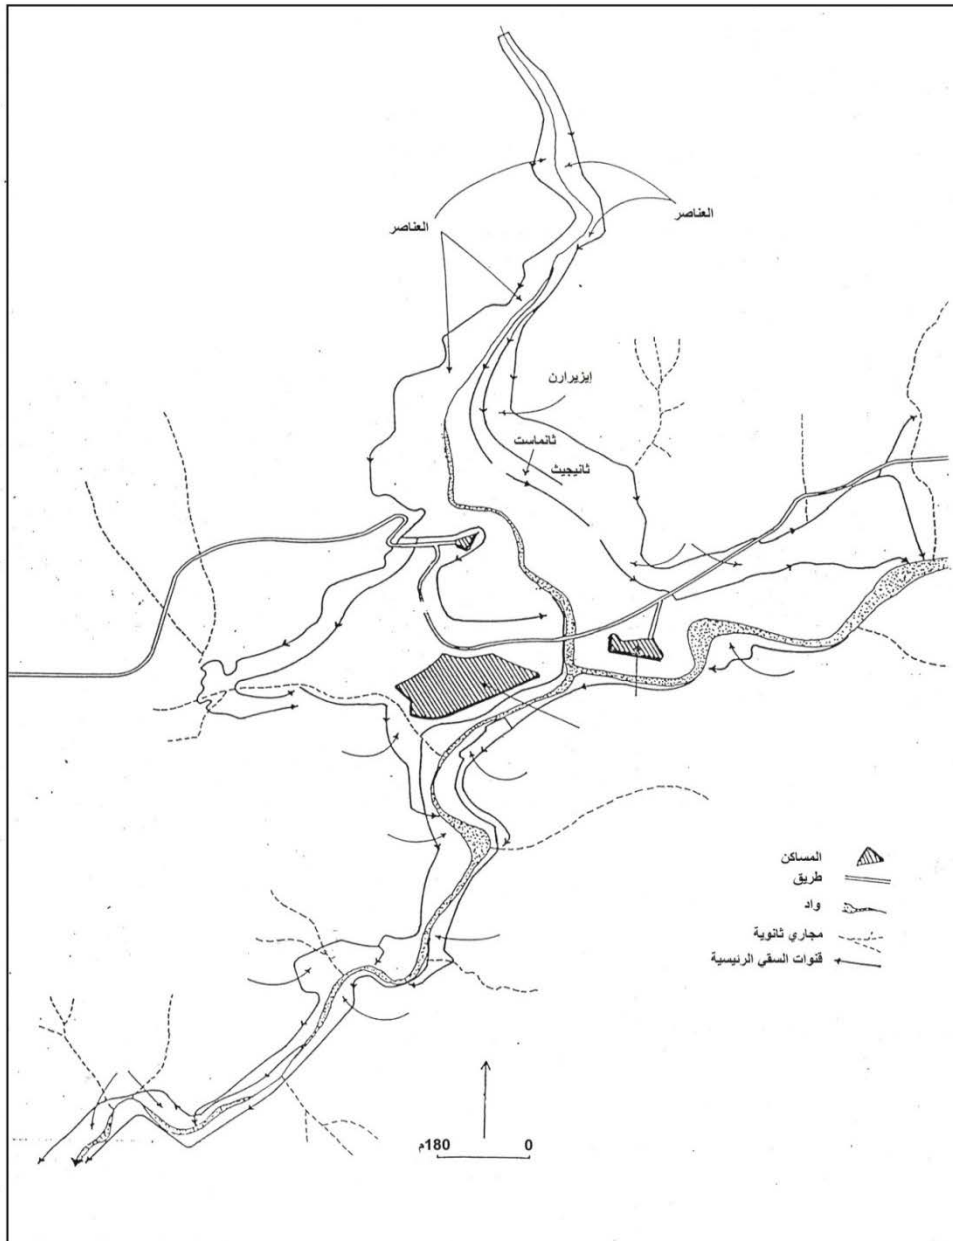 العناصر
العناصر
إيزيرارن
ثانماست
ثانيجيث
المساكن
طريق
واد
مجاري ثانوية
قنوات السقي الرئيسية
180م
0